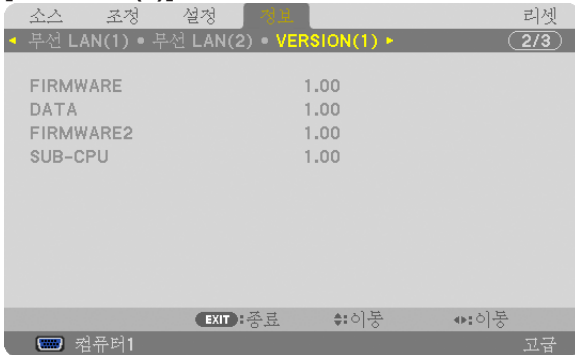 소스 조정 설정 정보 리셋
◄ 무선 LAN(1) • 무선 LAN(2) • VERSION(1) ► 2/3
FIRMWARE 1.00
DATA 1.00
FIRMWARE2 1.00
SUB-CPU 1.00
EXIT:종료 :이동 :이동
컴퓨터1 고급